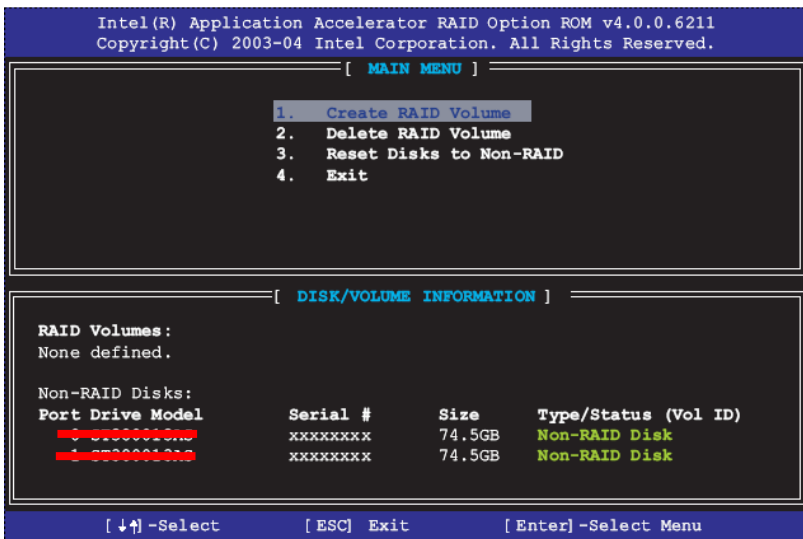 Intel(R) Application Accelerator RAID Option ROM v4.0.0.6211
Copyright(C) 2003-04 Intel Corporation. All Rights Reserved.
[ MAIN MENU ]
1. Create RAID Volume
2. Delete RAID Volume
3. Reset Disks to Non-RAID
4. Exit
[ DISK/VOLUME INFORMATION ]
RAID Volumes:
None defined.
Non-RAID Disks:
Port Drive Model Serial # Size Type/Status (Vol ID)
xxxxxxxx 74.5GB Non-RAID Disk
xxxxxxxx 74.5GB Non-RAID Disk
[↓↑]-Select [ESC] Exit [Enter]-Select Menu